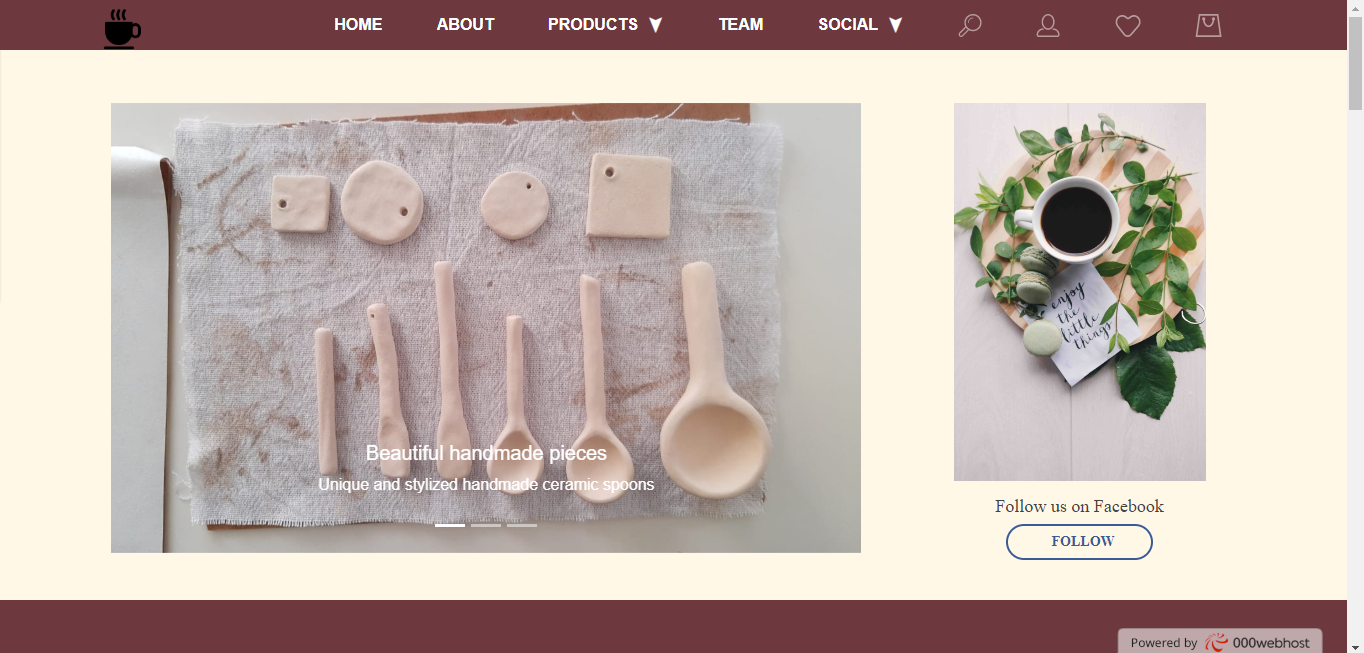 HOME ABOUT PRODUCTS TEAM SOCIAL
Beautiful handmade pieces
Unique and stylized handmade ceramic spoons
enjoy
the
little
things
Follow us on Facebook
FOLLOW
Powered by 000webhost